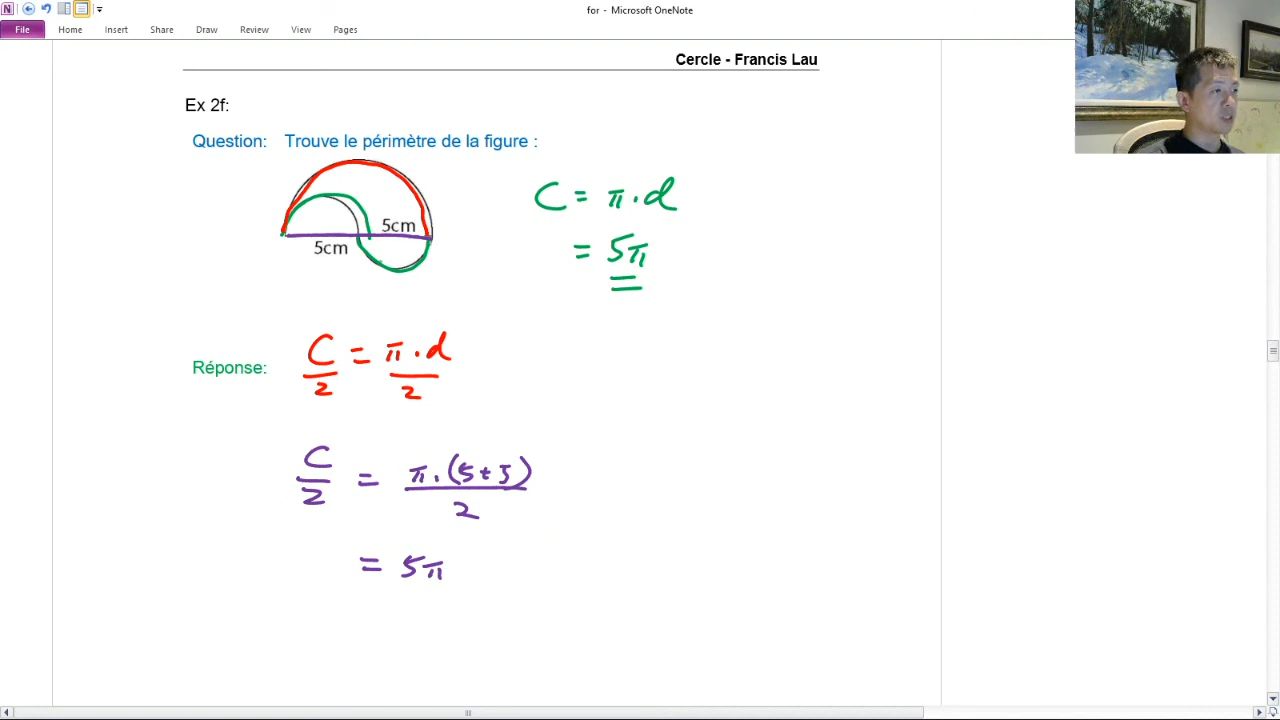 for - Microsoft OneNote
File Home Insert Share Draw Review View Pages
Cercle - Francis Lau
Ex 2f:
Question: Trouve le périmètre de la figure :
5cm
5cm
C = π · d
= 5π
Réponse:
C/2 = π · d/2
C/2 = π · (5+5)/2
= 5π